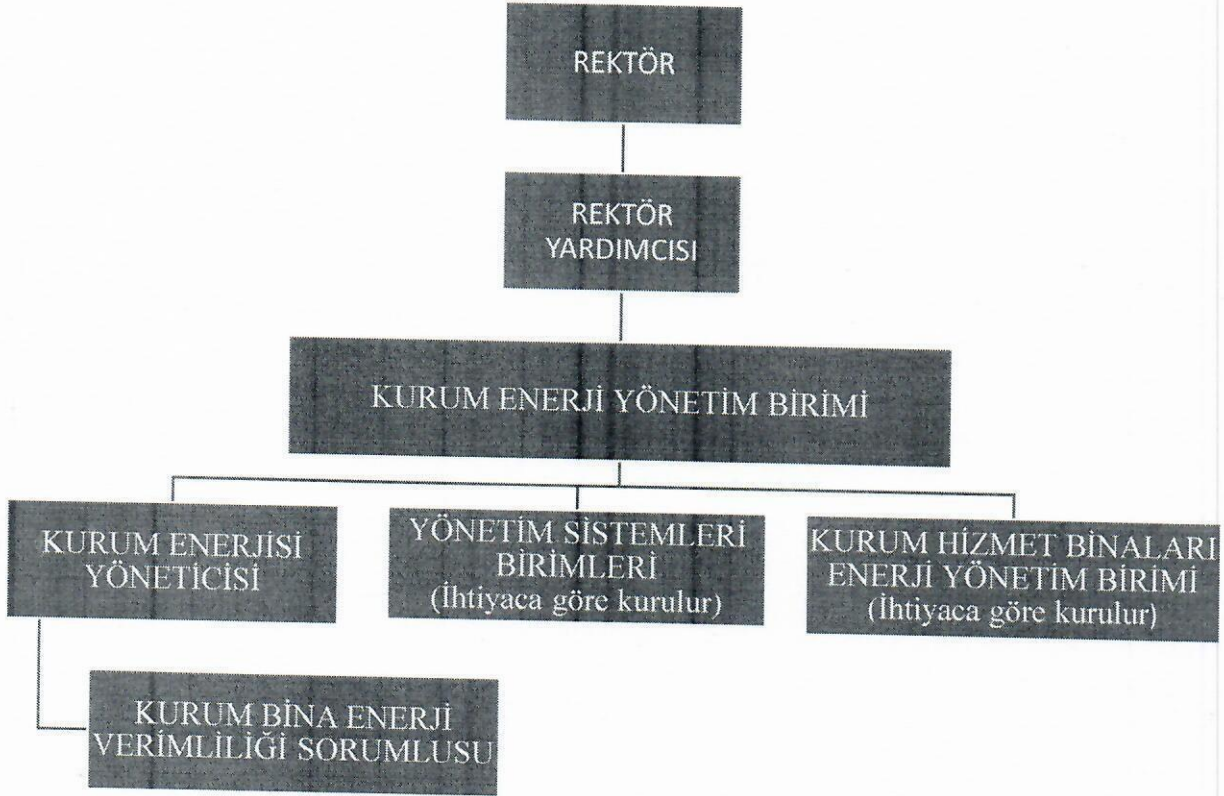 REKTÖR
REKTÖR
YARDIMCISI
KURUM ENERJİ YÖNETİM BİRİMİ
KURUM ENERJİSİ
YÖNETİCİSİ
YÖNETİM SİSTEMLERİ
BİRİMLERİ
(İhtiyaca göre kurulur)
KURUM HİZMET BİNALARI
ENERJİ YÖNETİM BİRİMİ
(İhtiyaca göre kurulur)
KURUM BİNA ENERJİ
VERİMLİLİĞİ SORUMLUSU